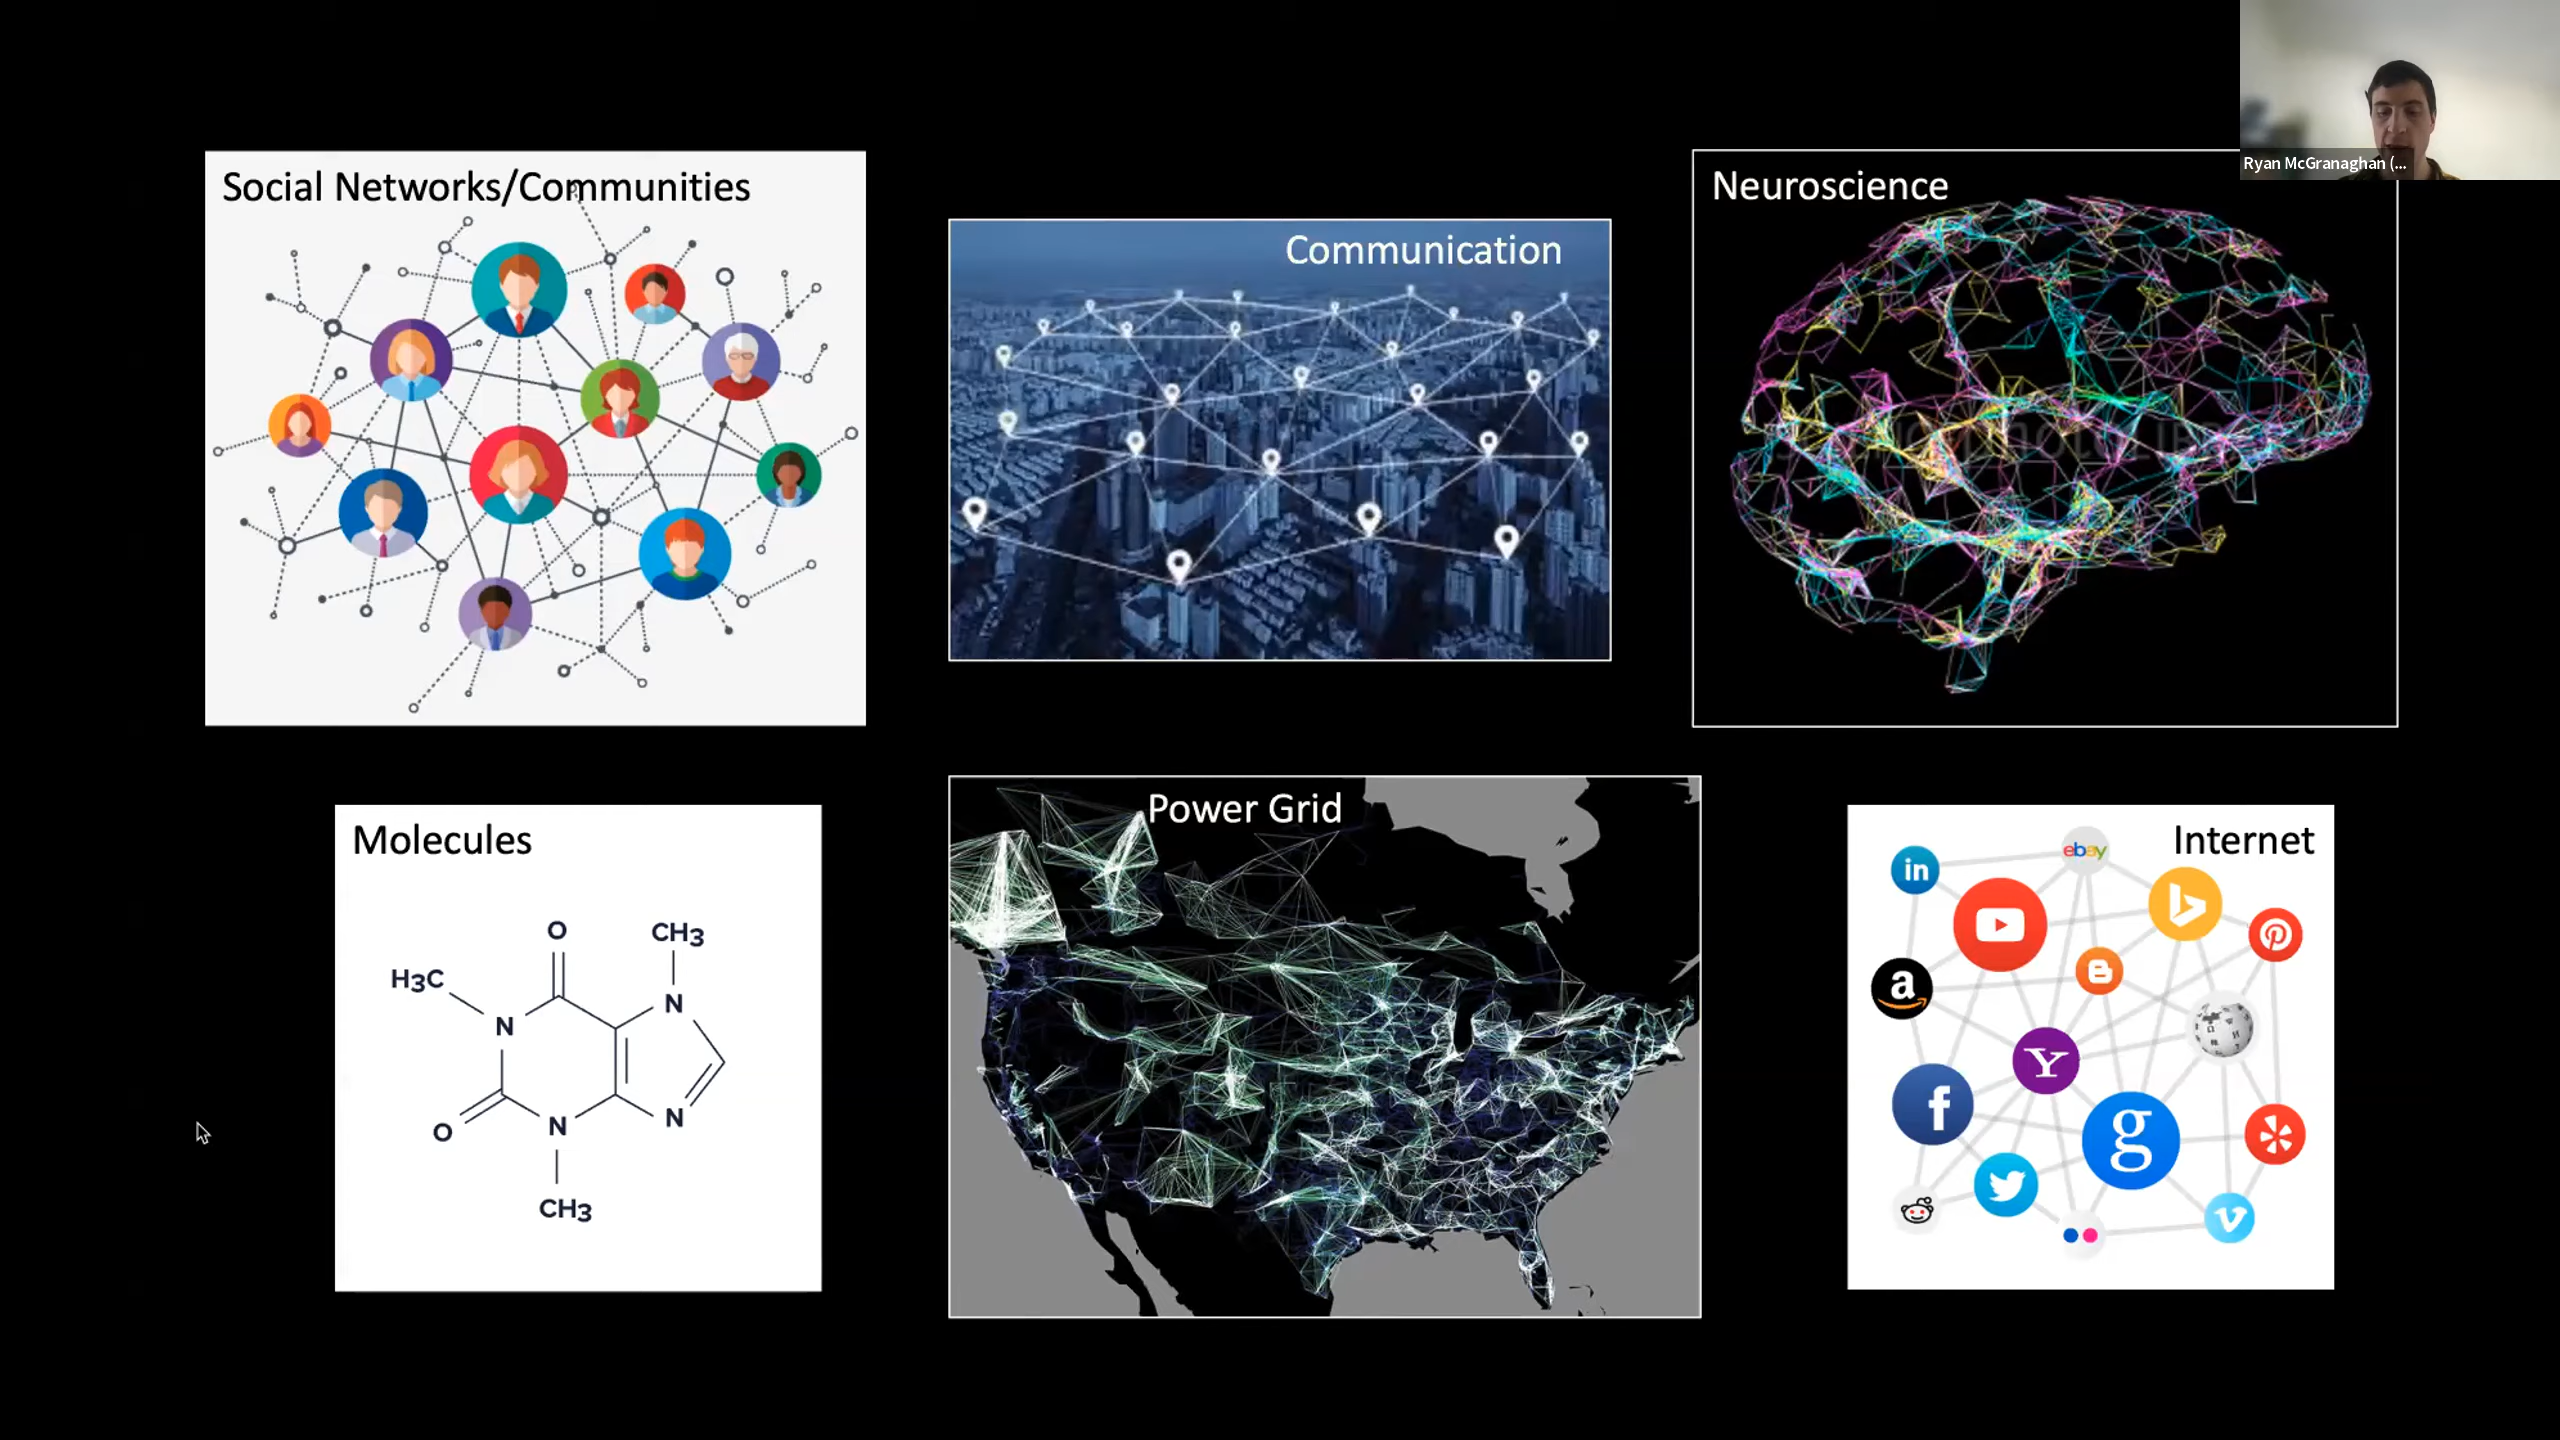 Ryan McGranaghan (...
Social Networks/Communities
Communication
Neuroscience
Molecules
O
CH3
H3C
N
N
O
N
N
CH3
Power Grid
Internet
in
ebay
a
B
Y
f
g